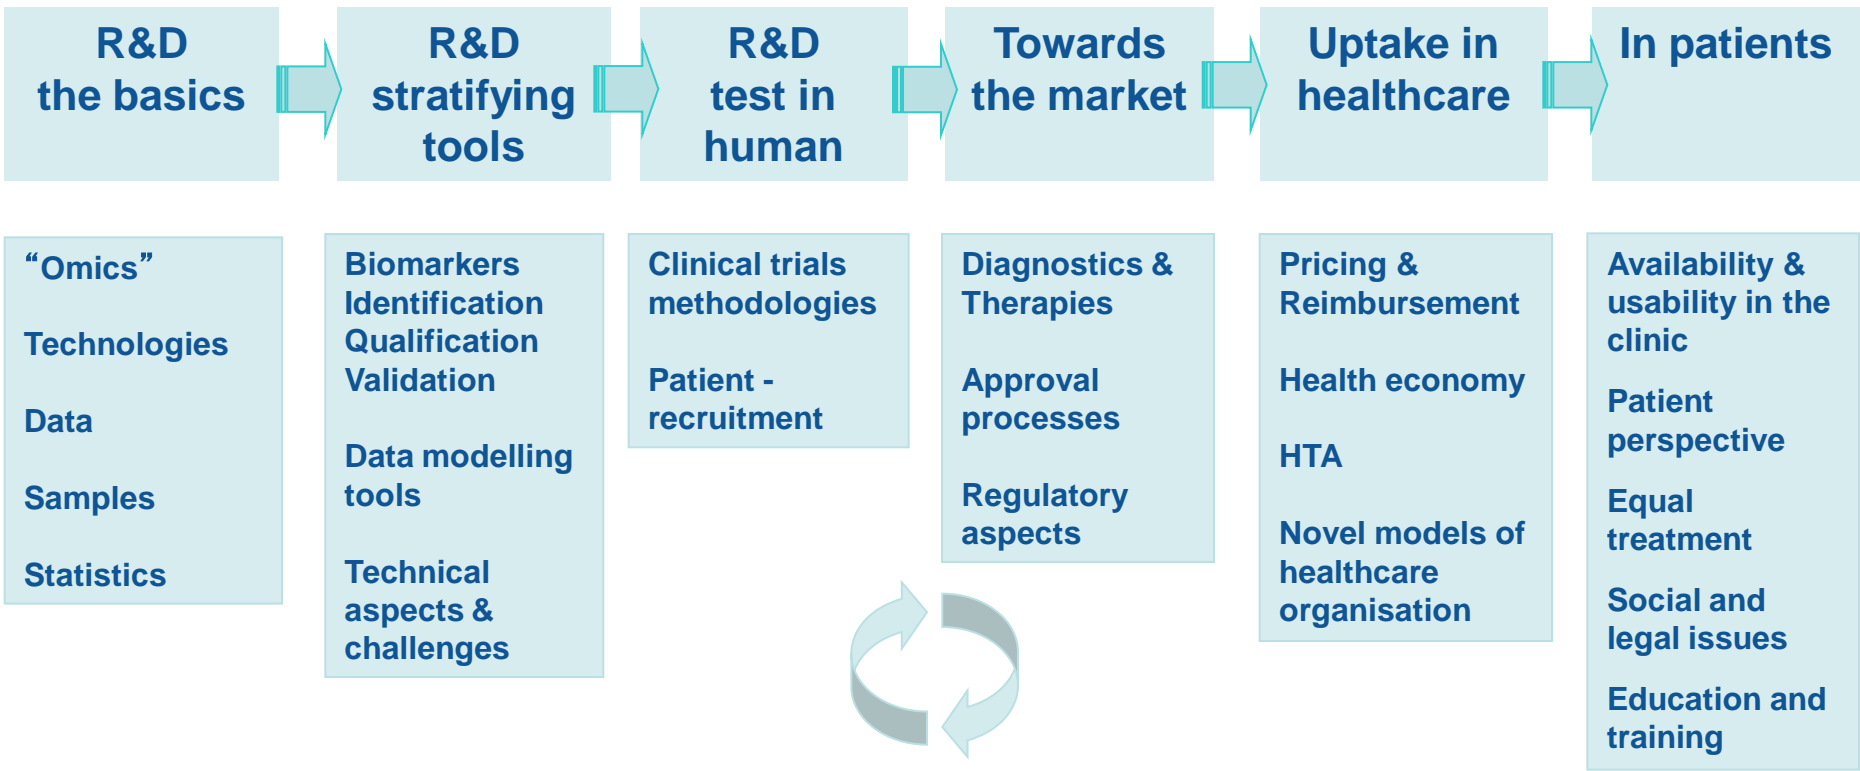 R&D
the basics
R&D
stratifying
tools
R&D
test in
human
Towards
the market
Uptake in
healthcare
In patients
“Omics”
Technologies
Data
Samples
Statistics
Biomarkers
Identification
Qualification
Validation
Data modelling
tools
Technical
aspects &
challenges
Clinical trials
methodologies
Patient -
recruitment
Diagnostics &
Therapies
Approval
processes
Regulatory
aspects
Pricing &
Reimbursement
Health economy
HTA
Novel models of
healthcare
organisation
Availability &
usability in the
clinic
Patient
perspective
Equal
treatment
Social and
legal issues
Education and
training